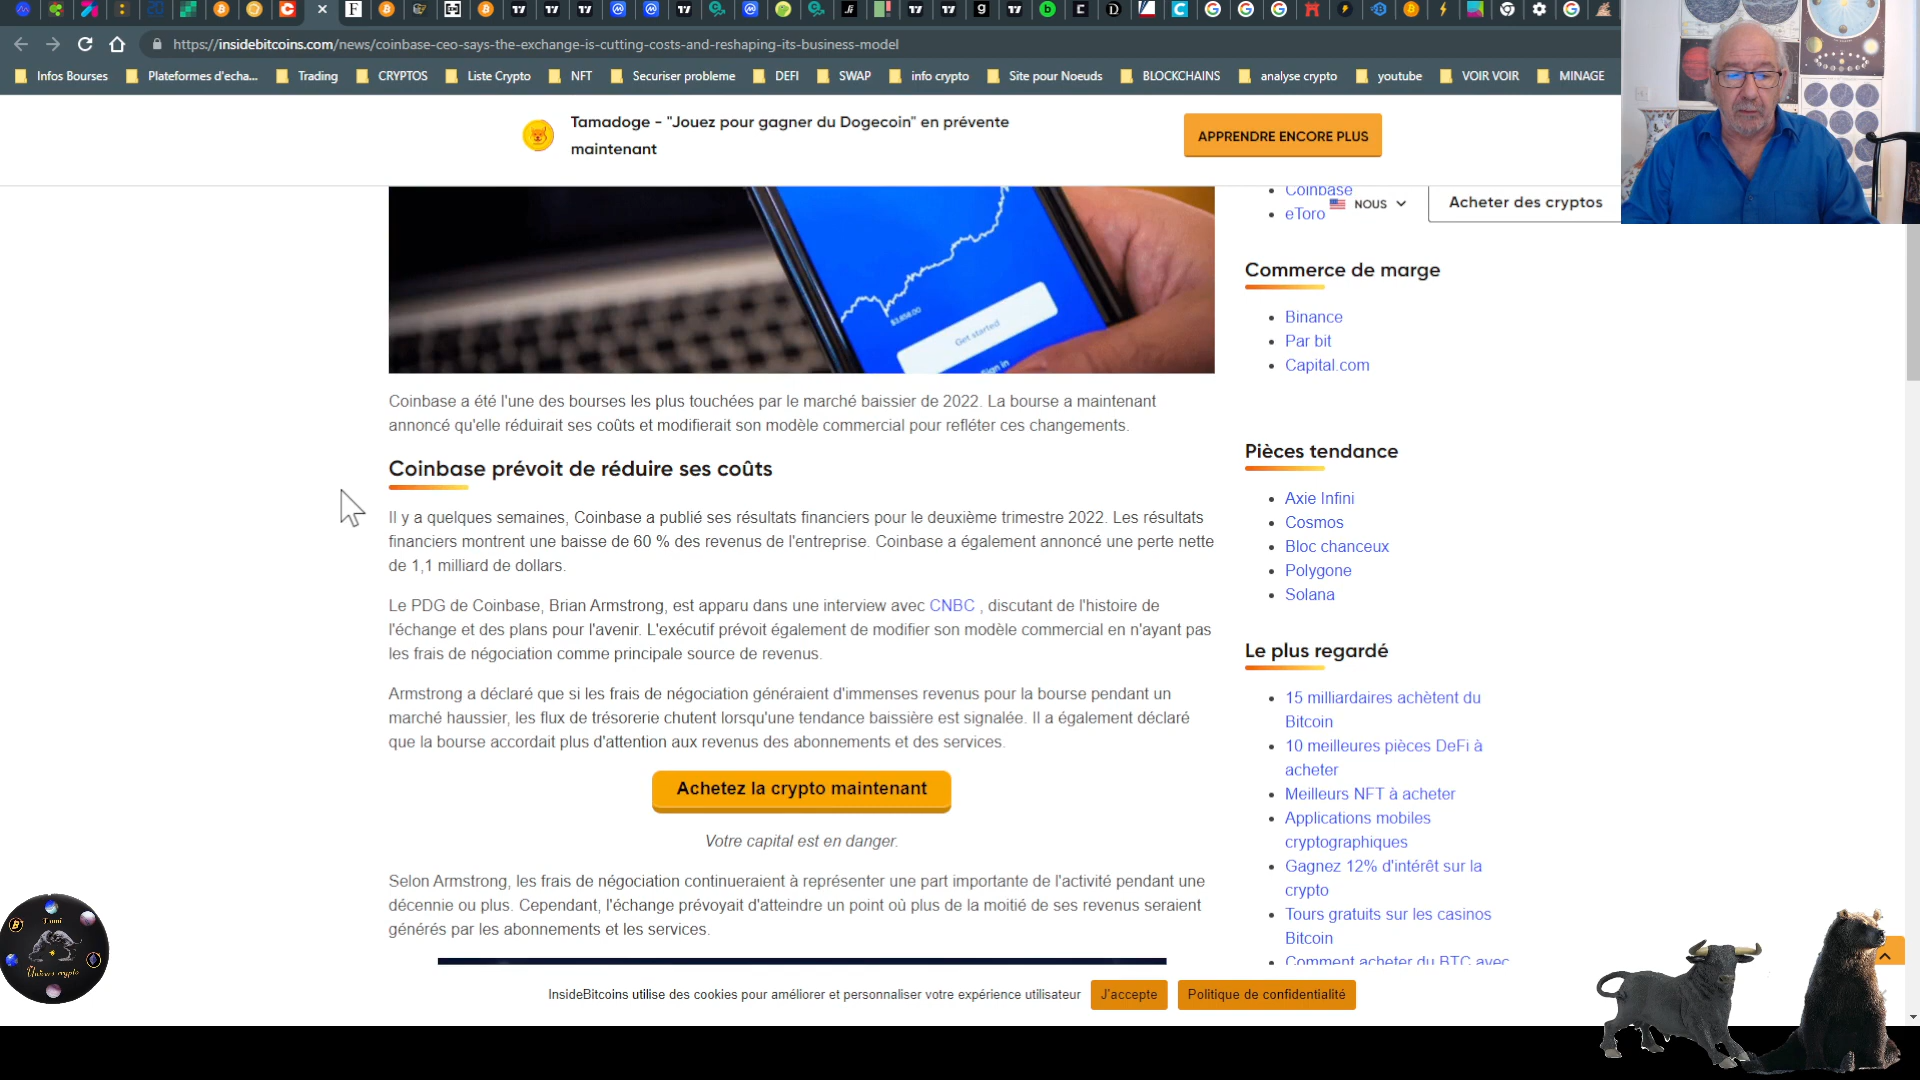 https://insidebitcoins.com/news/coinbase-ceo-says-the-exchange-is-cutting-costs-and-reshaping-its-business-model
Infos Bourses
Plateformes d'echa...
Trading
CRYPTOS
Liste Crypto
NFT
Securiser probleme
DEFI
SWAP
info crypto
Site pour Noeuds
BLOCKCHAINS
analyse crypto
youtube
VOIR VOIR
MINAGE
Tamadoge - "Jouez pour gagner du Dogecoin" en prévente
maintenant
APPRENDRE ENCORE PLUS
Coinbase
eToro
NOUS
Acheter des cryptos
$3,858.00
Get started
Sign in
Coinbase a été l'une des bourses les plus touchées par le marché baissier de 2022. La bourse a maintenant
annoncé qu'elle réduirait ses coûts et modifierait son modèle commercial pour refléter ces changements.
Coinbase prévoit de réduire ses coûts
Il y a quelques semaines, Coinbase a publié ses résultats financiers pour le deuxième trimestre 2022. Les résultats
financiers montrent une baisse de 60 % des revenus de l'entreprise. Coinbase a également annoncé une perte nette
de 1,1 milliard de dollars.
Le PDG de Coinbase, Brian Armstrong, est apparu dans une interview avec CNBC , discutant de l'histoire de
l'échange et des plans pour l'avenir. L'exécutif prévoit également de modifier son modèle commercial en n'ayant pas
les frais de négociation comme principale source de revenus.
Armstrong a déclaré que si les frais de négociation généraient d'immenses revenus pour la bourse pendant un
marché haussier, les flux de trésorerie chutent lorsqu'une tendance baissière est signalée. Il a également déclaré
que la bourse accordait plus d'attention aux revenus des abonnements et des services.
Achetez la crypto maintenant
Votre capital est en danger.
Selon Armstrong, les frais de négociation continueraient à représenter une part importante de l'activité pendant une
décennie ou plus. Cependant, l'échange prévoyait d'atteindre un point où plus de la moitié de ses revenus seraient
générés par les abonnements et les services.
Commerce de marge
Binance
Par bit
Capital.com
Pièces tendance
Axie Infini
Cosmos
Bloc chanceux
Polygone
Solana
Le plus regardé
15 milliardaires achètent du
Bitcoin
10 meilleures pièces DeFi à
acheter
Meilleurs NFT à acheter
Applications mobiles
cryptographiques
Gagnez 12% d'intérêt sur la
crypto
Tours gratuits sur les casinos
Bitcoin
Comment acheter du BTC avec
InsideBitcoins utilise des cookies pour améliorer et personnaliser votre expérience utilisateur
J'accepte
Politique de confidentialité
Univers crypto